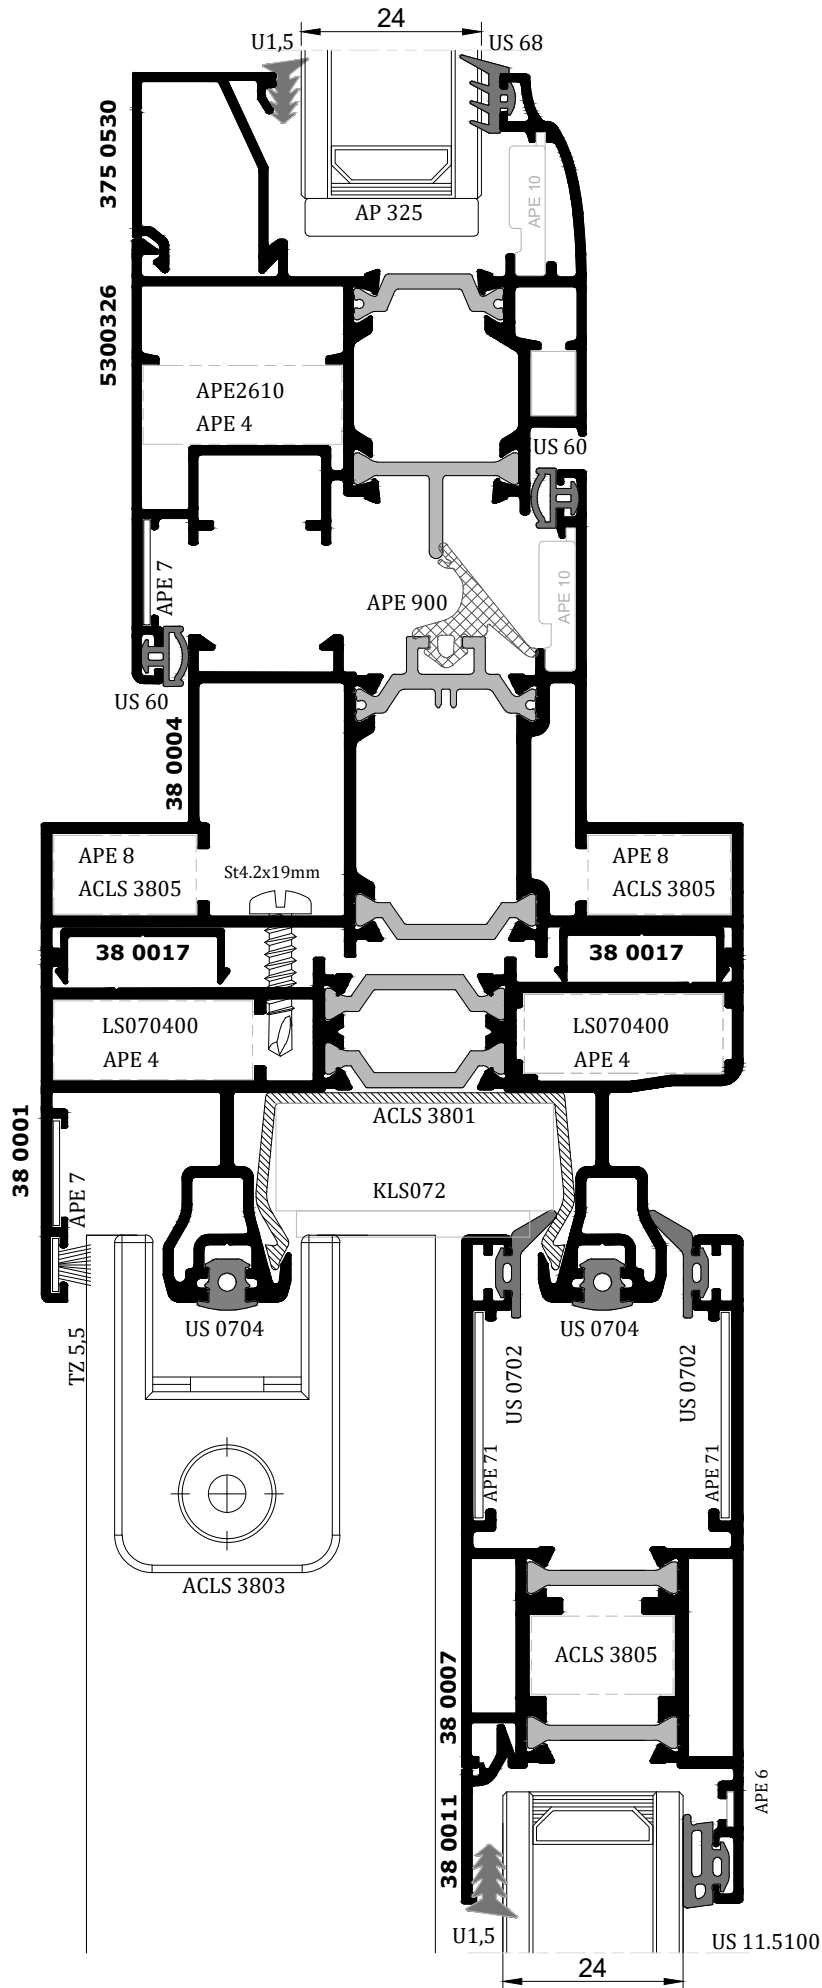 24
U1,5
US 68
375 0530
AP 325
APE 10
5300326
APE2610
APE 4
US 60
APE 7
APE 900
APE 10
US 60
38 0004
APE 8
ACLS 3805
St4.2x19mm
APE 8
ACLS 3805
38 0017
38 0017
LS070400
APE 4
LS070400
APE 4
38 0001
ACLS 3801
APE 7
KLS072
US 0704
US 0704
TZ 5,5
US 0702
US 0702
APE 71
APE 71
ACLS 3803
38 0007
ACLS 3805
APE 6
38 0011
U1,5
US 11.5100
24